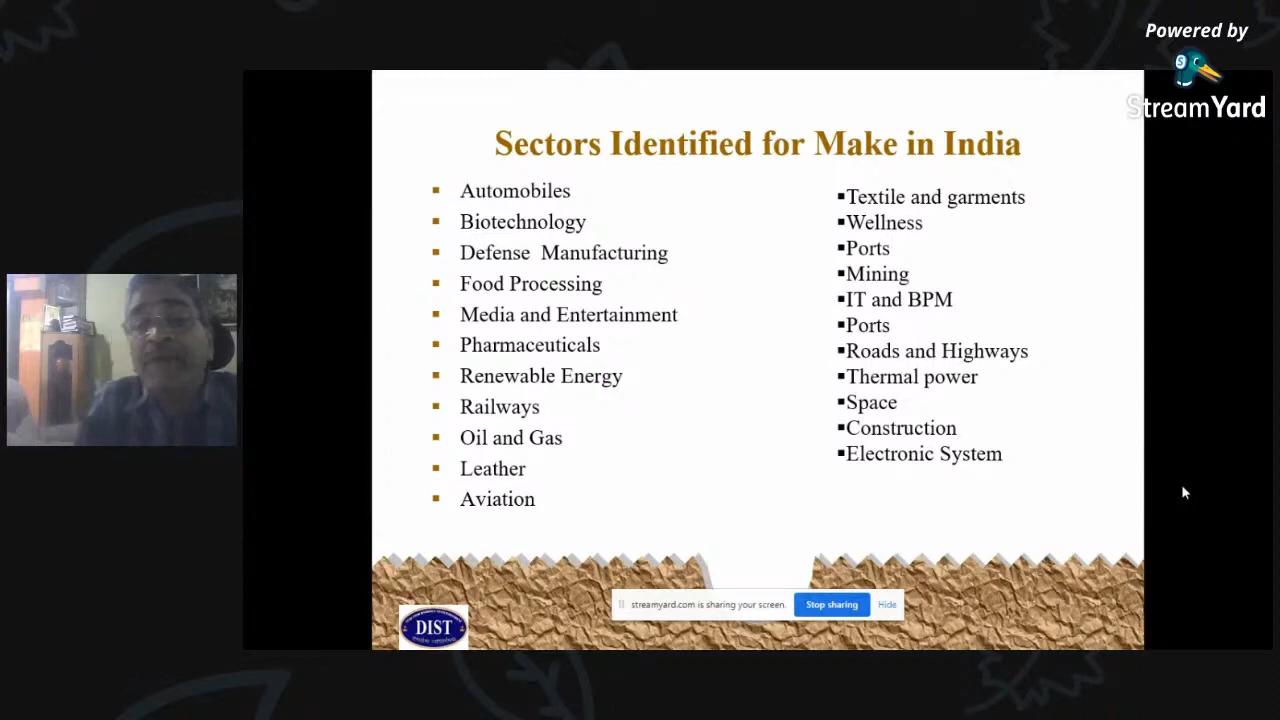 Powered by
StreamYard
Sectors Identified for Make in India
▪ Automobiles
▪ Biotechnology
▪ Defense Manufacturing
▪ Food Processing
▪ Media and Entertainment
▪ Pharmaceuticals
▪ Renewable Energy
▪ Railways
▪ Oil and Gas
▪ Leather
▪ Aviation
▪Textile and garments
▪Wellness
▪Ports
▪Mining
▪IT and BPM
▪Ports
▪Roads and Highways
▪Thermal power
▪Space
▪Construction
▪Electronic System
streamyard.com is sharing your screen.
Stop sharing
Hide
DIST